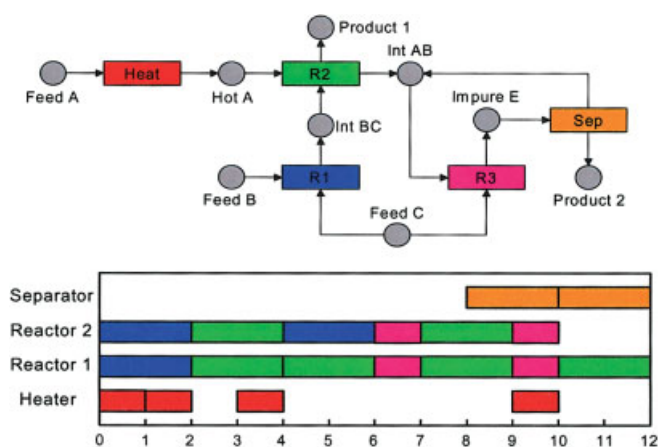 Product 1
Int AB
Heat
R2
Feed A
Hot A
Impure E
Int BC
Sep
R1
R3
Feed B
Feed C
Product 2
Separator
Reactor 2
Reactor 1
Heater
0 1 2 3 4 5 6 7 8 9 10 11 12